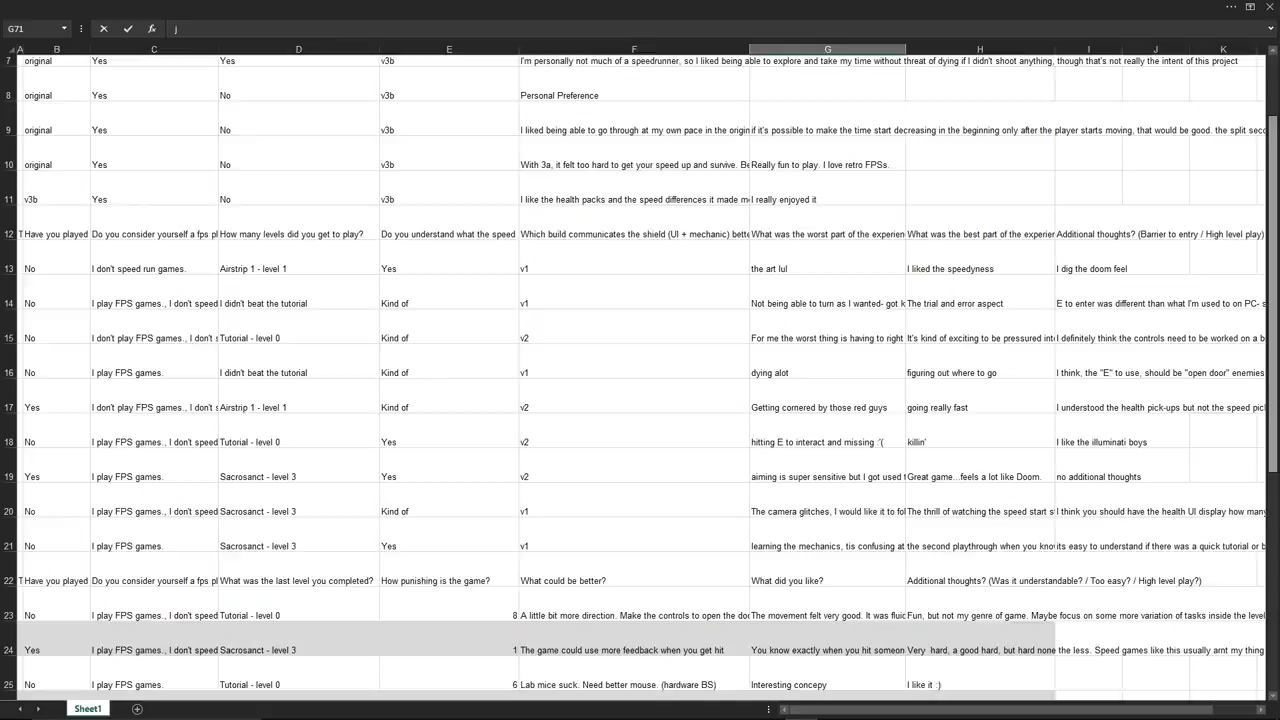 G71 j
A B C D E F G H I J K
7 original Yes Yes v3b I'm personally not much of a speedrunner, so I liked being able to explore and take my time without threat of dying if I didn't shoot anything, though that's not really the intent of this project
8 original Yes No v3b Personal Preference
9 original Yes No v3b I liked being able to go through at my own pace in the origin if it's possible to make the time start decreasing in the beginning only after the player starts moving, that would be good. the split seco
10 original Yes No v3b With 3a, it felt too hard to get your speed up and survive. Be Really fun to play. I love retro FPSs.
11 v3b Yes No v3b I like the health packs and the speed differences it made me I really enjoyed it
12 T Have you played Do you consider yourself a fps pl How many levels did you get to play? Do you understand what the speed Which build communicates the shield (UI + mechanic) bette What was the worst part of the experien What was the best part of the experier Additional thoughts? (Barrier to entry / High level play)
13 No I don't speed run games. Airstrip 1 - level 1 Yes v1 the art lul I liked the speedyness I dig the doom feel
14 No I play FPS games., I don't speed I didn't beat the tutorial Kind of v1 Not being able to turn as I wanted- got k The trial and error aspect E to enter was different than what I'm used to on PC- s
15 No I don't play FPS games., I don't s Tutorial - level 0 Kind of v2 For me the worst thing is having to right It's kind of exciting to be pressured into I definitely think the controls need to be worked on a b
16 No I play FPS games. I didn't beat the tutorial Kind of v1 dying alot figuring out where to go I think, the "E" to use, should be "open door" enemies
17 Yes I don't play FPS games., I don't s Airstrip 1 - level 1 Kind of v2 Getting cornered by those red guys going really fast I understood the health pick-ups but not the speed pic
18 No I play FPS games., I don't speed Tutorial - level 0 Yes v2 hitting E to interact and missing :'( killin' I like the illuminati boys
19 Yes I play FPS games. Sacrosanct - level 3 Yes v2 aiming is super sensitive but I got used t Great game...feels a lot like Doom. no additional thoughts
20 No I play FPS games., I don't speed Sacrosanct - level 3 Kind of v1 The camera glitches, I would like it to fol The thrill of watching the speed start s I think you should have the health UI display how many
21 No I play FPS games. Sacrosanct - level 3 Yes v1 learning the mechanics, tis confusing at the second playthrough when you know its easy to understand if there was a quick tutorial or b
22 T Have you played Do you consider yourself a fps pl What was the last level you completed? How punishing is the game? What could be better? What did you like? Additional thoughts? (Was it understandable? / Too easy? / High level play?)
23 No I play FPS games., I don't speed Tutorial - level 0 8 A little bit more direction. Make the controls to open the doo The movement felt very good. It was fluid Fun, but not my genre of game. Maybe focus on some more variation of tasks inside the level
24 Yes I play FPS games., I don't speed Sacrosanct - level 3 1 The game could use more feedback when you get hit You know exactly when you hit someon Very hard, a good hard, but hard none the less. Speed games like this usually arnt my thing
25 No I play FPS games., I don't speed Tutorial - level 0 6 Lab mice suck. Need better mouse. (hardware BS) Interesting concepy I like it :)
Sheet1